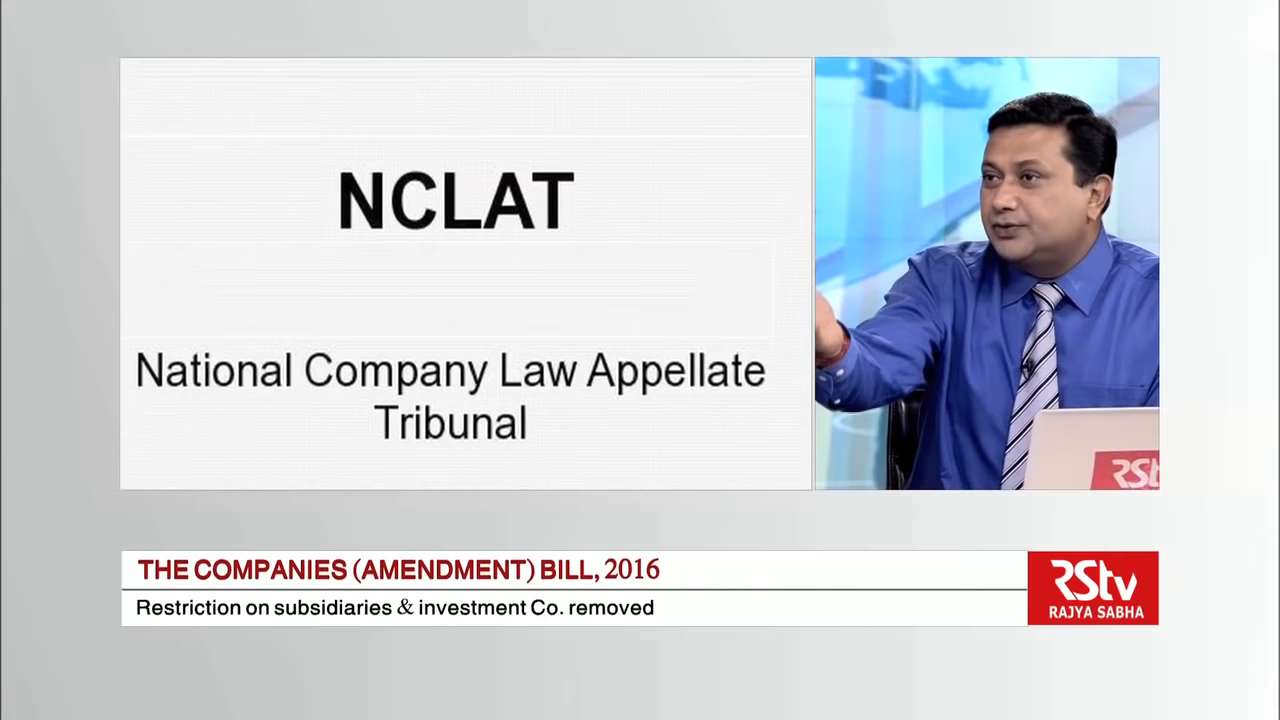 NCLAT
National Company Law Appellate
Tribunal
RSt
THE COMPANIES (AMENDMENT) BILL, 2016
Restriction on subsidiaries & investment Co. removed
RStv
RAJYA SABHA